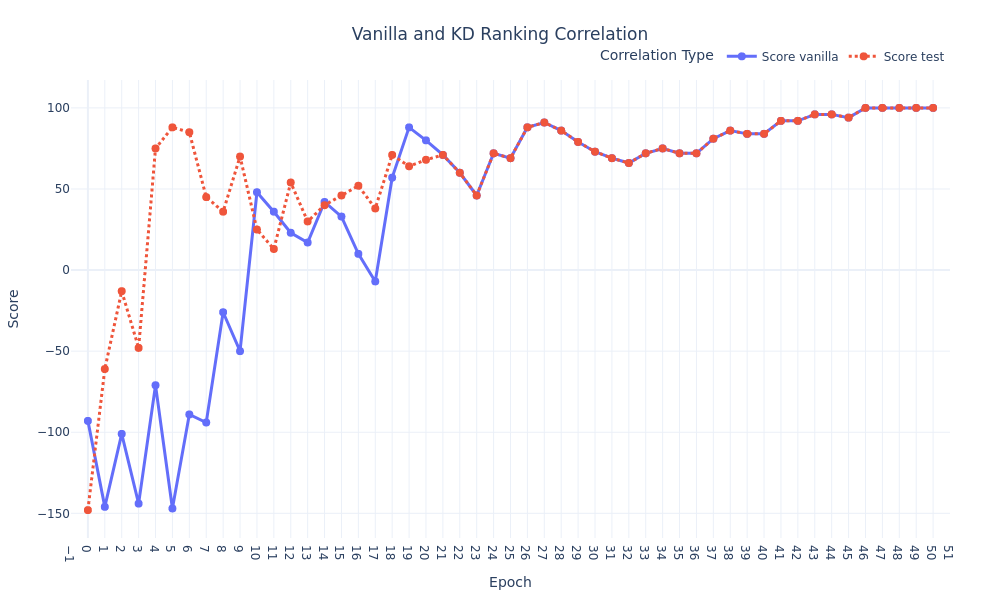 Vanilla and KD Ranking Correlation
Correlation Type Score vanilla Score test
100
50
0
−50
−100
−150
Score
−1 0 1 2 3 4 5 6 7 8 9 10 11 12 13 14 15 16 17 18 19 20 21 22 23 24 25 26 27 28 29 30 31 32 33 34 35 36 37 38 39 40 41 42 43 44 45 46 47 48 49 50 51
Epoch